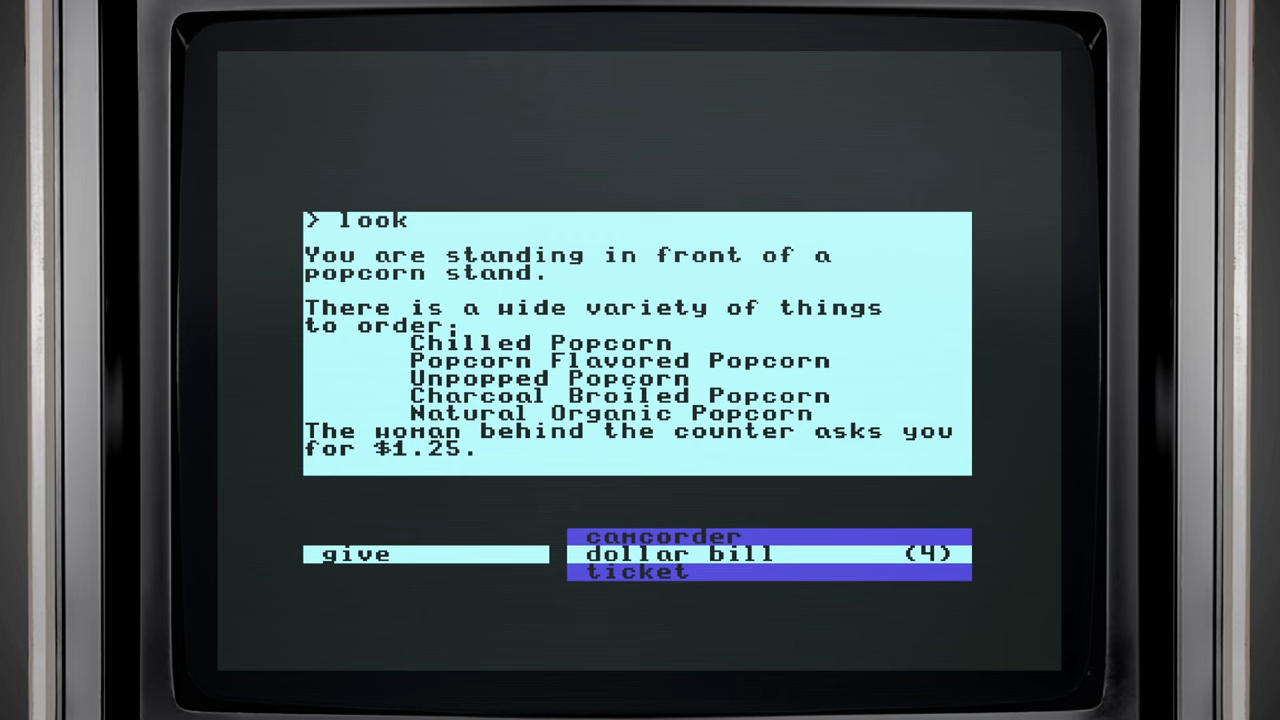 > look
You are standing in front of a
popcorn stand.
There is a wide variety of things
to order:
Chilled Popcorn
Popcorn Flavored Popcorn
Unpopped Popcorn
Charcoal Broiled Popcorn
Natural Organic Popcorn
The woman behind the counter asks you
for $1.25.
camcorder
give
dollar bill (4)
ticket